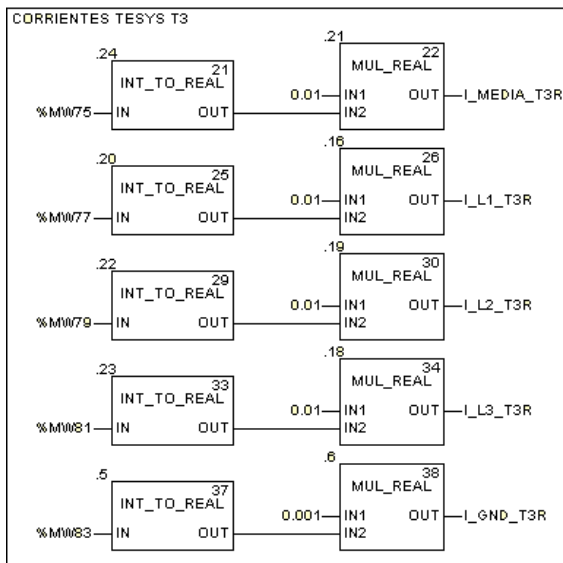 CORRIENTES TESYS T3
.24 .21
21 22
INT_TO_REAL MUL_REAL
0.01 IN1 OUT I_MEDIA_T3R
%MW75 IN OUT IN2
.20 .16
25 26
INT_TO_REAL MUL_REAL
0.01 IN1 OUT I_L1_T3R
%MW77 IN OUT IN2
.22 .19
29 30
INT_TO_REAL MUL_REAL
0.01 IN1 OUT I_L2_T3R
%MW79 IN OUT IN2
.23 .18
33 34
INT_TO_REAL MUL_REAL
0.01 IN1 OUT I_L3_T3R
%MW81 IN OUT IN2
.5 .6
37 38
INT_TO_REAL MUL_REAL
0.001 IN1 OUT I_GND_T3R
%MW83 IN OUT IN2